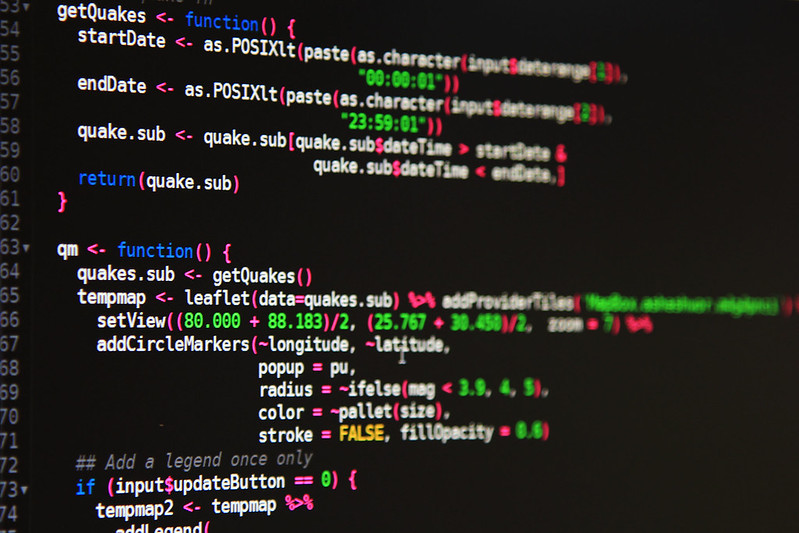 53
getQuakes <- function() {
54 startDate <- as.POSIXlt(paste(as.character(input$daterange[1]),
55 "00:00:01"))
56 endDate <- as.POSIXlt(paste(as.character(input$daterange[2]),
57 "23:59:01"))
58 quake.sub <- quake.sub[quake.sub$dateTime > startDate &
59 quake.sub$dateTime < endDate,]
60 return(quake.sub)
61 }
62
63 qm <- function() {
64 quakes.sub <- getQuakes()
65 tempmap <- leaflet(data=quakes.sub) %>% addProviderTiles(
66 setView((80.000 + 88.183)/2, (25.767 + 30.450)/2, zoom = 7) %>%
67 addCircleMarkers(~longitude, ~latitude,
68 popup = pu,
69 radius = ~ifelse(mag < 3.9, 4, 5),
70 color = ~pallet(size),
71 stroke = FALSE, fillOpacity = 0.6)
72 ## Add a legend once only
73 if (input$updateButton == 0) {
74 tempmap2 <- tempmap %>%
addLegend(